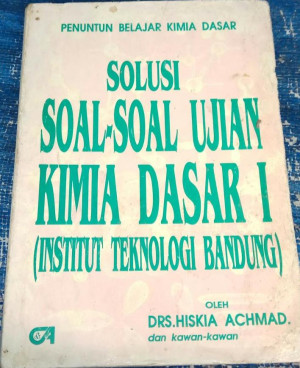 PENUNTUN BELAJAR KIMIA DASAR
SOLUSI
SOAL-SOAL UJIAN
KIMIA DASAR I
(INSTITUT TEKNOLOGI BANDUNG)
OLEH
DRS.HISKIA ACHMAD.
dan kawan-kawan